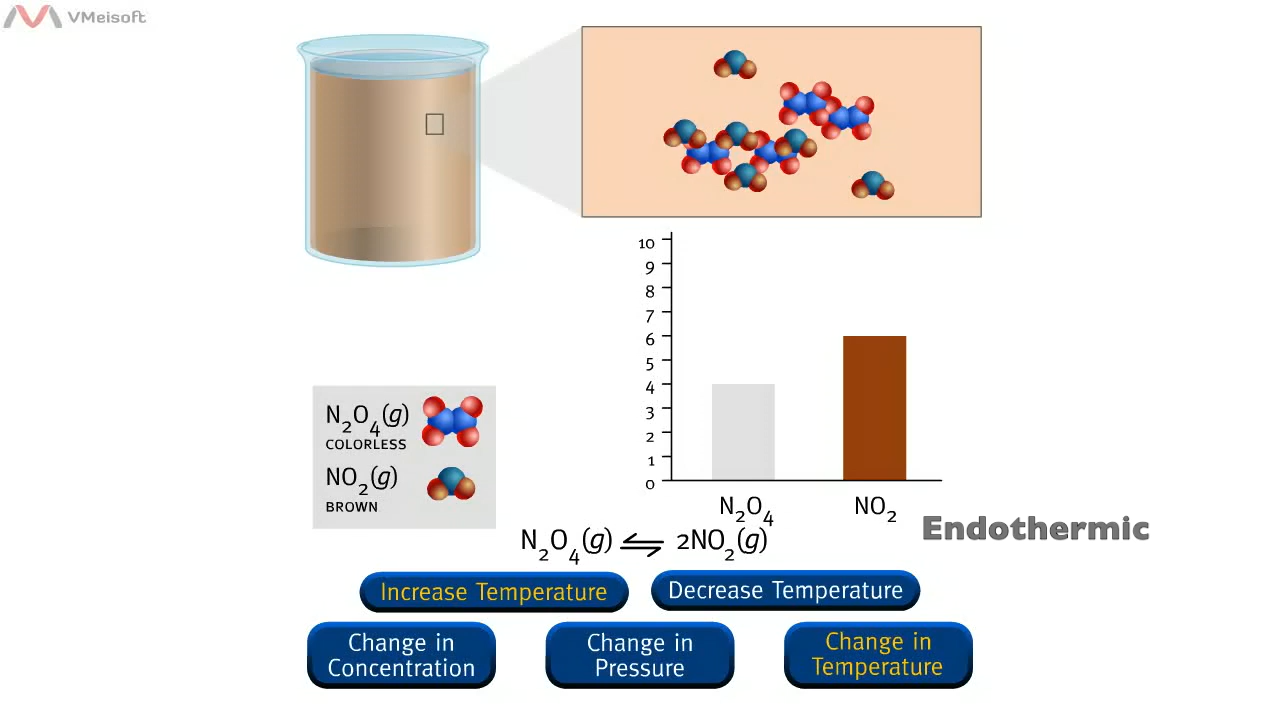 VMeisoft
10
9
8
7
6
5
4
3
2
1
0
N₂O₄ NO₂
N₂O₄(g)
COLORLESS
NO₂(g)
BROWN
Endothermic
N₂O₄(g) ⇌ 2NO₂(g)
Increase Temperature Decrease Temperature
Change in Concentration
Change in Pressure
Change in Temperature